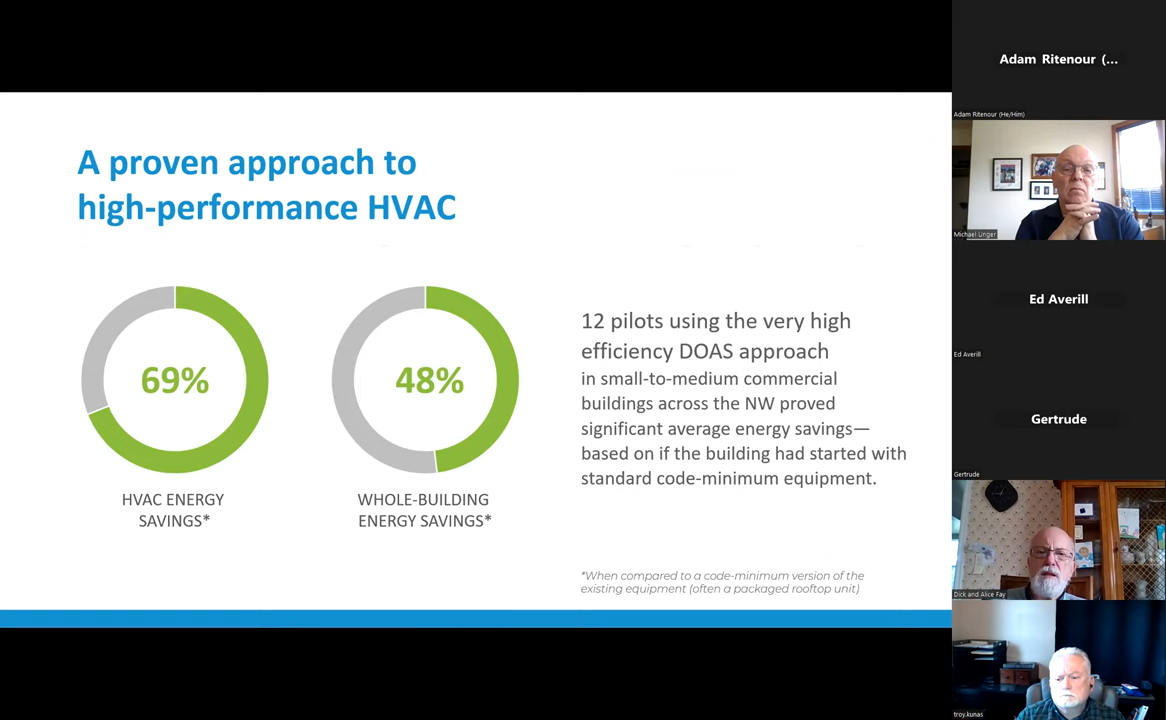 A proven approach to
high-performance HVAC
69%
HVAC ENERGY
SAVINGS*
48%
WHOLE-BUILDING
ENERGY SAVINGS*
12 pilots using the very high
efficiency DOAS approach
in small-to-medium commercial
buildings across the NW proved
significant average energy savings—
based on if the building had started with
standard code-minimum equipment.
*When compared to a code-minimum version of the
existing equipment (often a packaged rooftop unit)
Adam Ritenour (...
Adam Ritenour (He/Him)
Michael Unger
Ed Averill
Ed Averill
Gertrude
Gertrude
Dick and Alice Fay
troy.kunas